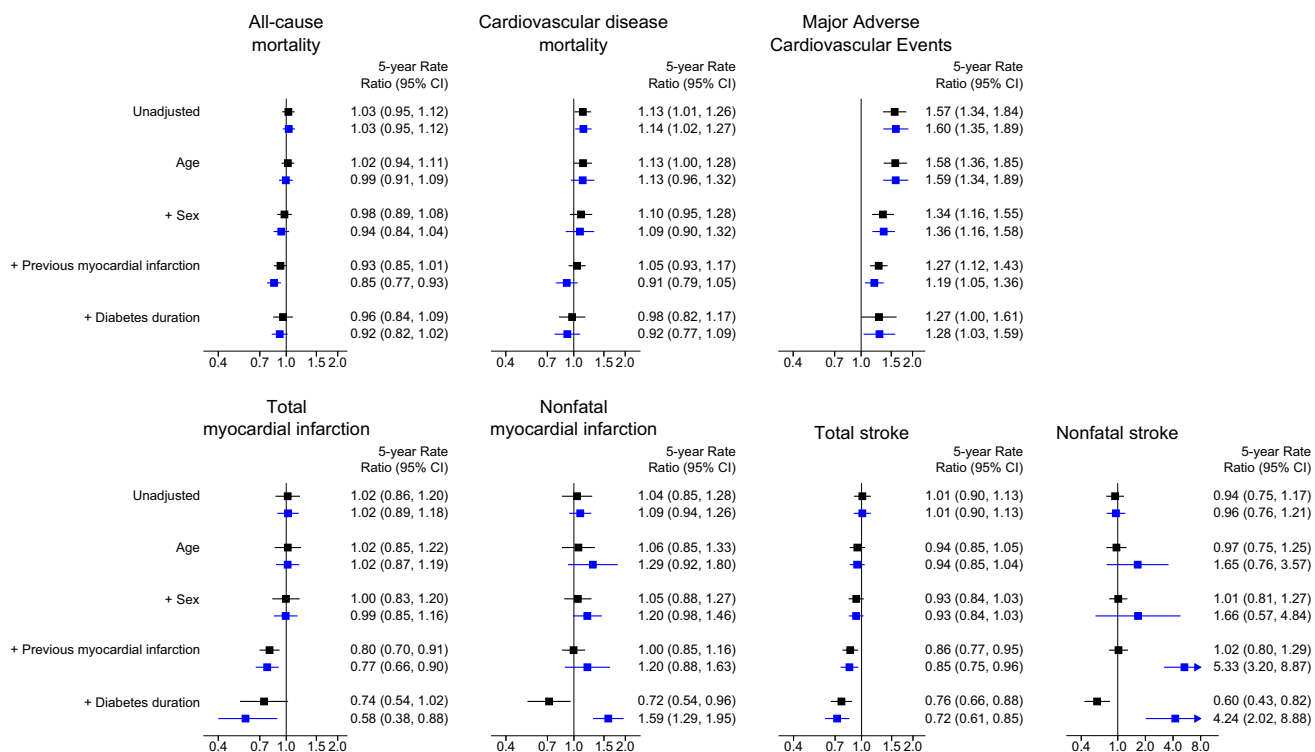 All-cause
mortality
Cardiovascular disease
mortality
Major Adverse
Cardiovascular Events
5-year Rate
Ratio (95% CI)
5-year Rate
Ratio (95% CI)
5-year Rate
Ratio (95% CI)
Unadjusted 1.03 (0.95, 1.12) 1.13 (1.01, 1.26) 1.57 (1.34, 1.84)
1.03 (0.95, 1.12) 1.14 (1.02, 1.27) 1.60 (1.35, 1.89)
Age 1.02 (0.94, 1.11) 1.13 (1.00, 1.28) 1.58 (1.36, 1.85)
0.99 (0.91, 1.09) 1.13 (0.96, 1.32) 1.59 (1.34, 1.89)
+ Sex 0.98 (0.89, 1.08) 1.10 (0.95, 1.28) 1.34 (1.16, 1.55)
0.94 (0.84, 1.04) 1.09 (0.90, 1.32) 1.36 (1.16, 1.58)
+ Previous myocardial infarction 0.93 (0.85, 1.01) 1.05 (0.93, 1.17) 1.27 (1.12, 1.43)
0.85 (0.77, 0.93) 0.91 (0.79, 1.05) 1.19 (1.05, 1.36)
+ Diabetes duration 0.96 (0.84, 1.09) 0.98 (0.82, 1.17) 1.27 (1.00, 1.61)
0.92 (0.82, 1.02) 0.92 (0.77, 1.09) 1.28 (1.03, 1.59)
0.4 0.7 1.0 1.5 2.0 0.4 0.7 1.0 1.5 2.0 0.4 0.7 1.0 1.5 2.0
Total
myocardial infarction
Nonfatal
myocardial infarction
Total stroke
Nonfatal stroke
5-year Rate
Ratio (95% CI)
5-year Rate
Ratio (95% CI)
5-year Rate
Ratio (95% CI)
5-year Rate
Ratio (95% CI)
Unadjusted 1.02 (0.86, 1.20) 1.04 (0.85, 1.28) 1.01 (0.90, 1.13) 0.94 (0.75, 1.17)
1.02 (0.89, 1.18) 1.09 (0.94, 1.26) 1.01 (0.90, 1.13) 0.96 (0.76, 1.21)
Age 1.02 (0.85, 1.22) 1.06 (0.85, 1.33) 0.94 (0.85, 1.05) 0.97 (0.75, 1.25)
1.02 (0.87, 1.19) 1.29 (0.92, 1.80) 0.94 (0.85, 1.04) 1.65 (0.76, 3.57)
+ Sex 1.00 (0.83, 1.20) 1.05 (0.88, 1.27) 0.93 (0.84, 1.03) 1.01 (0.81, 1.27)
0.99 (0.85, 1.16) 1.20 (0.98, 1.46) 0.93 (0.84, 1.03) 1.66 (0.57, 4.84)
+ Previous myocardial infarction 0.80 (0.70, 0.91) 1.00 (0.85, 1.16) 0.86 (0.77, 0.95) 1.02 (0.80, 1.29)
0.77 (0.66, 0.90) 1.20 (0.88, 1.63) 0.85 (0.75, 0.96) 5.33 (3.20, 8.87)
+ Diabetes duration 0.74 (0.54, 1.02) 0.72 (0.54, 0.96) 0.76 (0.66, 0.88) 0.60 (0.43, 0.82)
0.58 (0.38, 0.88) 1.59 (1.29, 1.95) 0.72 (0.61, 0.85) 4.24 (2.02, 8.88)
0.4 0.7 1.0 1.5 2.0 0.4 0.7 1.0 1.5 2.0 0.4 0.7 1.0 1.5 2.0 0.4 1.0 2.0 4.0 8.0